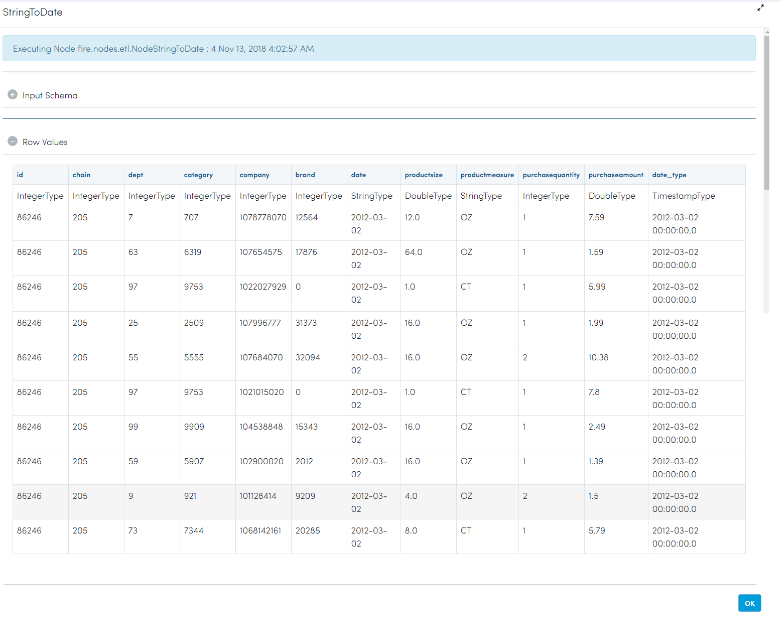 StringToDate
Executing Node fire.nodes.etl.NodeStringToDate : 4 Nov 13, 2018 4:02:57 AM
Input Schema
Row Values
id chain dept category company brand date productsize productmeasure purchasequantity purchaseamount date_type
IntegerType IntegerType IntegerType IntegerType IntegerType IntegerType StringType DoubleType StringType IntegerType DoubleType TimestampType
86246 205 7 707 1078778070 12564 2012-03- 12.0 OZ 1 7.59 2012-03-02
02 00:00:00.0
86246 205 63 6319 107654575 17876 2012-03- 64.0 OZ 1 1.59 2012-03-02
02 00:00:00.0
86246 205 97 9753 1022027929 0 2012-03- 1.0 CT 1 5.99 2012-03-02
02 00:00:00.0
86246 205 25 2509 107996777 31373 2012-03- 16.0 OZ 1 1.99 2012-03-02
02 00:00:00.0
86246 205 55 5555 107684070 32094 2012-03- 16.0 OZ 2 10.38 2012-03-02
02 00:00:00.0
86246 205 97 9753 1021015020 0 2012-03- 1.0 CT 1 7.8 2012-03-02
02 00:00:00.0
86246 205 99 9909 104538848 15343 2012-03- 16.0 OZ 1 2.49 2012-03-02
02 00:00:00.0
86246 205 59 5907 102900020 2012 2012-03- 16.0 OZ 1 1.39 2012-03-02
02 00:00:00.0
86246 205 9 921 101128414 9209 2012-03- 4.0 OZ 2 1.5 2012-03-02
02 00:00:00.0
86246 205 73 7344 1068142161 20285 2012-03- 8.0 CT 1 5.79 2012-03-02
02 00:00:00.0
OK